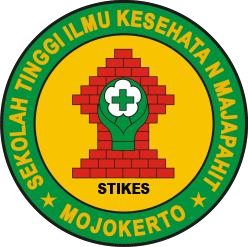 SEKOLAH TINGGI ILMU KESEHATA N MAJAPAHIT
STIKES
MOJOKERTO